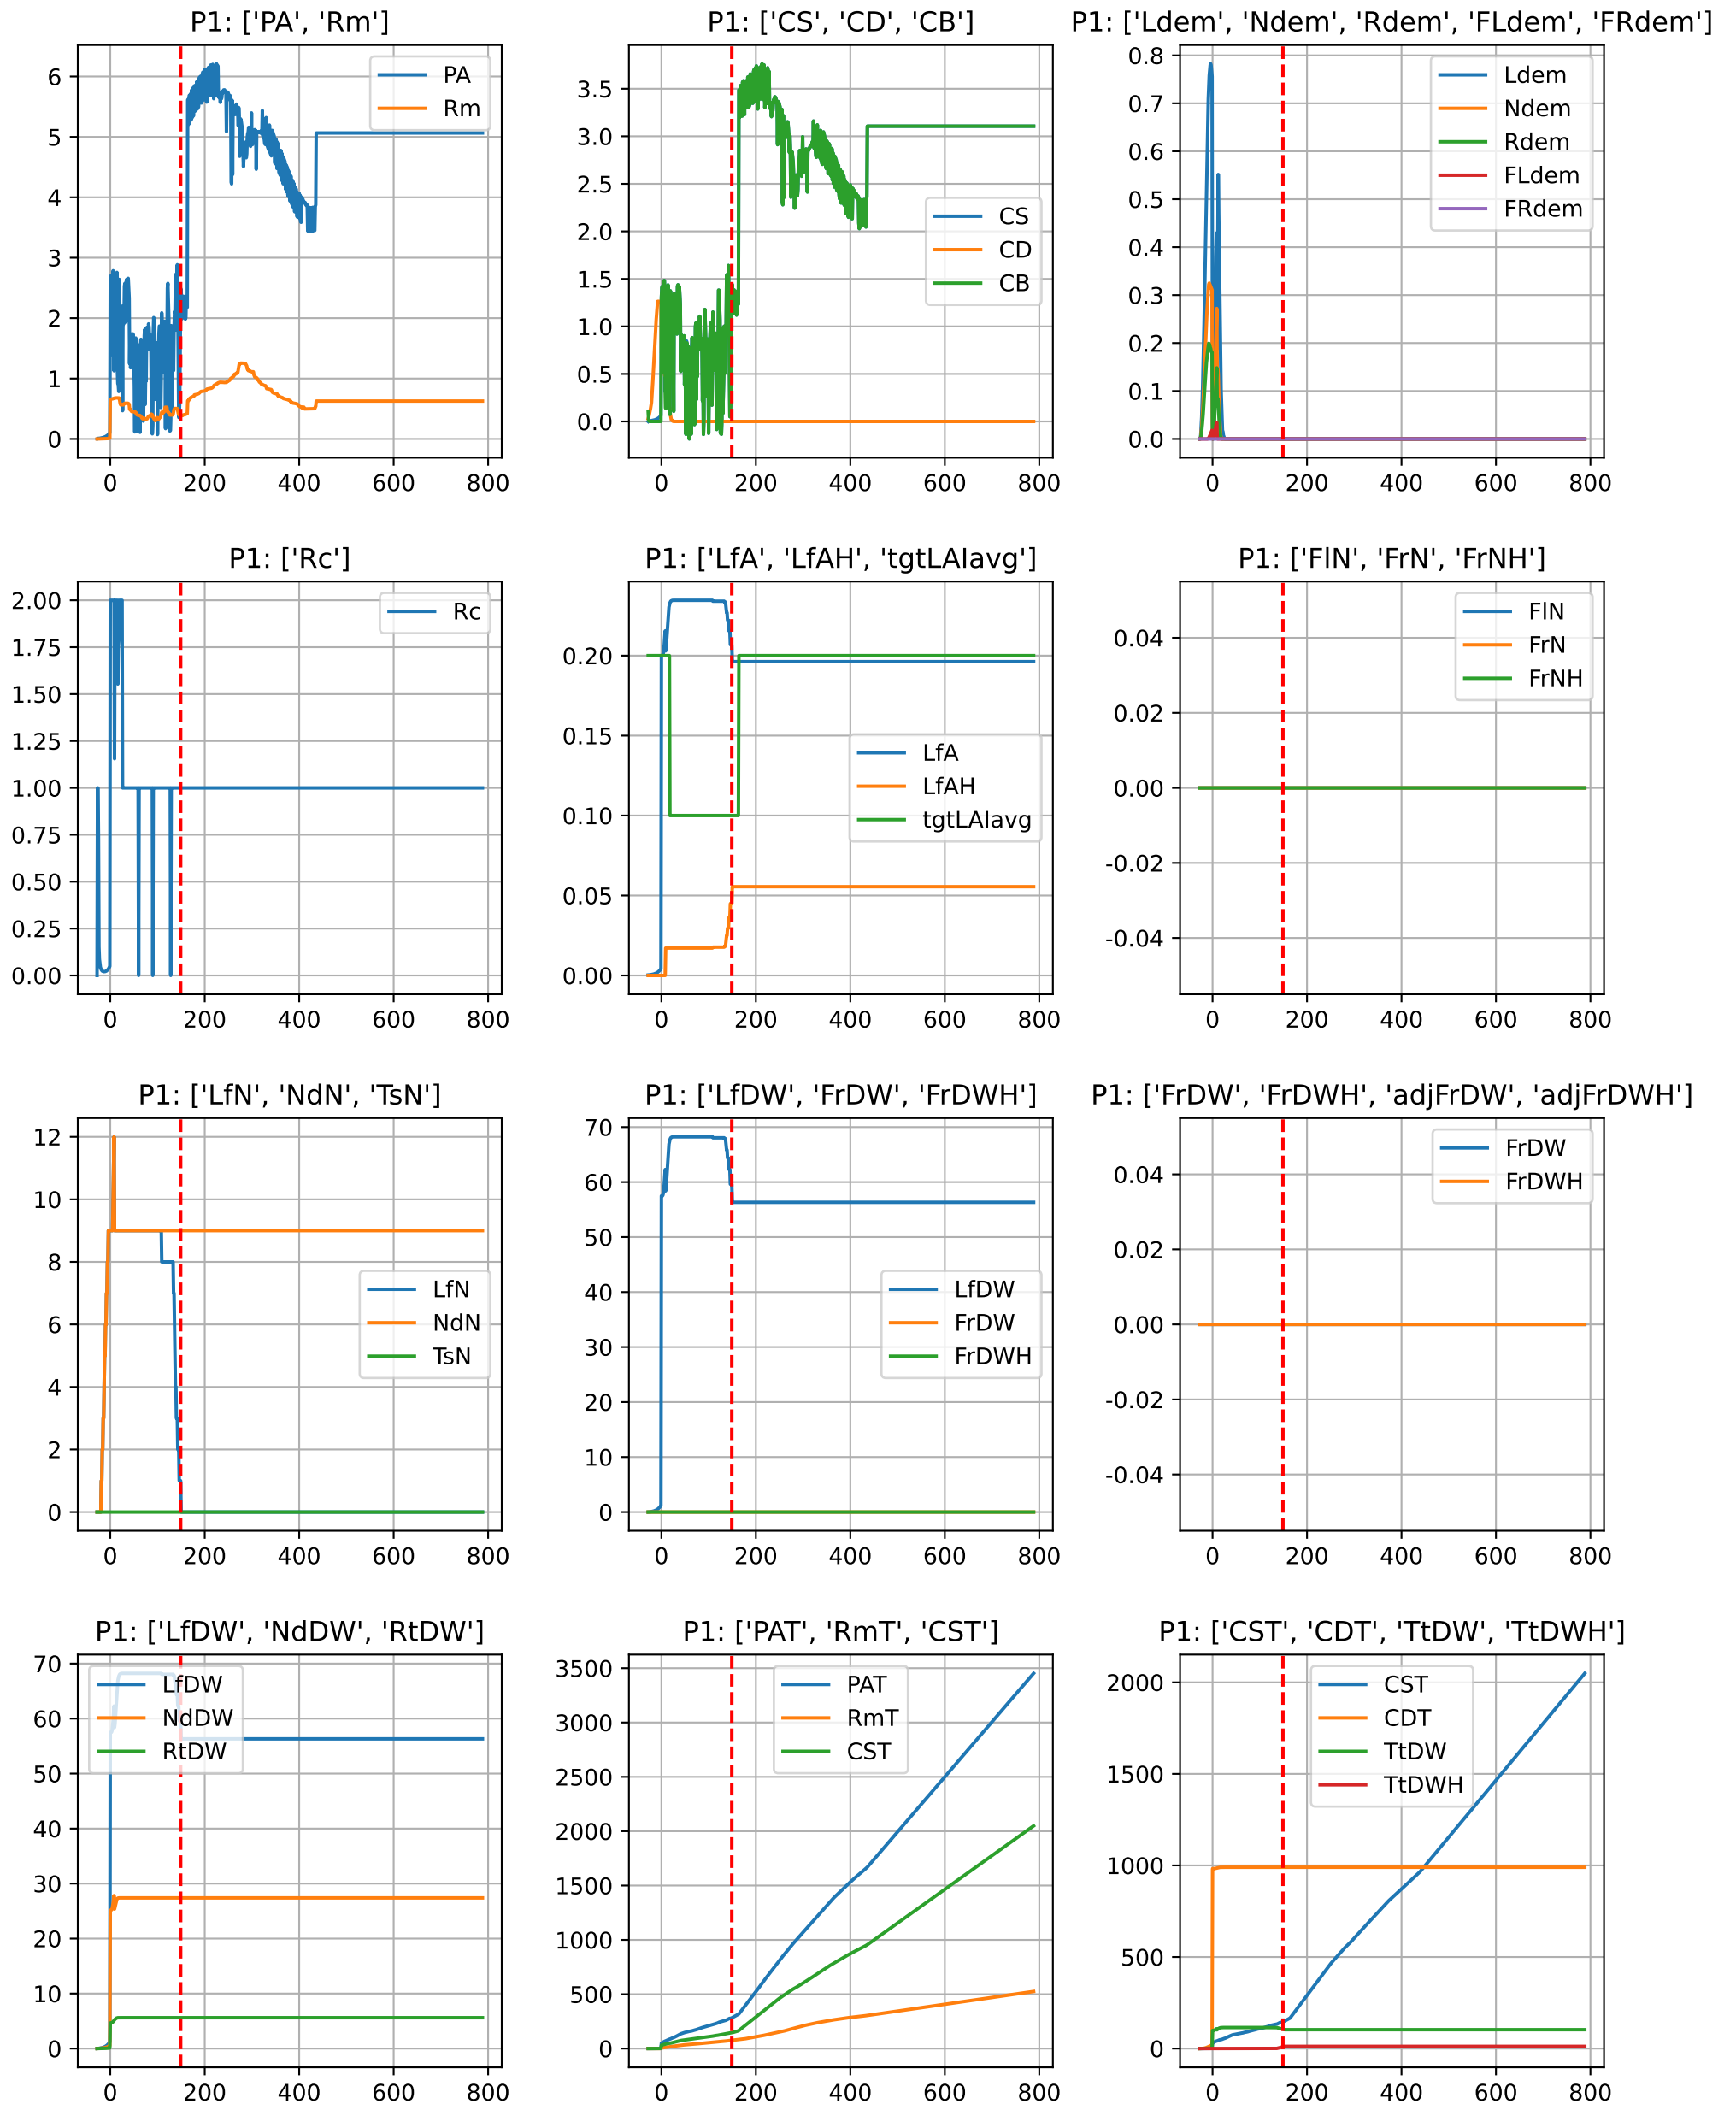 P1: ['PA', 'Rm']
6
5
4
3
2
1
0
PA
Rm
0 200 400 600 800
P1: ['CS', 'CD', 'CB']
3.5
3.0
2.5
2.0
1.5
1.0
0.5
0.0
CS
CD
CB
0 200 400 600 800
P1: ['Ldem', 'Ndem', 'Rdem', 'FLdem', 'FRdem']
0.8
0.7
0.6
0.5
0.4
0.3
0.2
0.1
0.0
Ldem
Ndem
Rdem
FLdem
FRdem
0 200 400 600 800
P1: ['Rc']
2.00
1.75
1.50
1.25
1.00
0.75
0.50
0.25
0.00
Rc
0 200 400 600 800
P1: ['LfA', 'LfAH', 'tgtLAIavg']
0.20
0.15
0.10
0.05
0.00
LfA
LfAH
tgtLAIavg
0 200 400 600 800
P1: ['FlN', 'FrN', 'FrNH']
0.04
0.02
0.00
-0.02
-0.04
FlN
FrN
FrNH
0 200 400 600 800
P1: ['LfN', 'NdN', 'TsN']
12
10
8
6
4
2
0
LfN
NdN
TsN
0 200 400 600 800
P1: ['LfDW', 'FrDW', 'FrDWH']
70
60
50
40
30
20
10
0
LfDW
FrDW
FrDWH
0 200 400 600 800
P1: ['FrDW', 'FrDWH', 'adjFrDW', 'adjFrDWH']
0.04
0.02
0.00
-0.02
-0.04
FrDW
FrDWH
0 200 400 600 800
P1: ['LfDW', 'NdDW', 'RtDW']
70
60
50
40
30
20
10
0
LfDW
NdDW
RtDW
0 200 400 600 800
P1: ['PAT', 'RmT', 'CST']
3500
3000
2500
2000
1500
1000
500
0
PAT
RmT
CST
0 200 400 600 800
P1: ['CST', 'CDT', 'TtDW', 'TtDWH']
2000
1500
1000
500
0
CST
CDT
TtDW
TtDWH
0 200 400 600 800